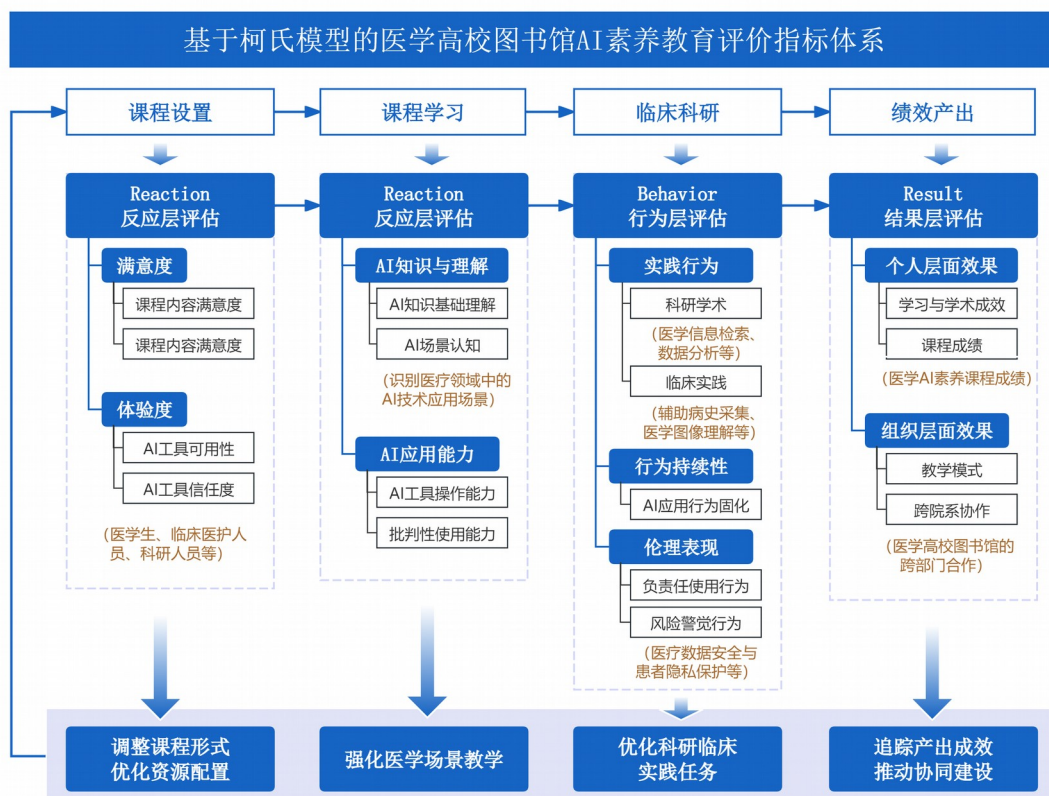 基于柯氏模型的医学高校图书馆AI素养教育评价指标体系
课程设置
课程学习
临床科研
绩效产出
Reaction
反应层评估
满意度
课程内容满意度
课程内容满意度
体验度
AI工具可用性
AI工具信任度
(医学生、临床医护人
员、科研人员等)
Reaction
反应层评估
AI知识与理解
AI知识基础理解
AI场景认知
(识别医疗领域中的
AI技术应用场景)
AI应用能力
AI工具操作能力
批判性使用能力
Behavior
行为层评估
实践行为
科研学术
(医学信息检索、
数据分析等)
临床实践
(辅助病史采集、
医学图像理解等)
行为持续性
AI应用行为固化
伦理表现
负责任使用行为
风险警觉行为
(医疗数据安全与
患者隐私保护等)
Result
结果层评估
个人层面效果
学习与学术成效
课程成绩
(医学AI素养课程成绩)
组织层面效果
教学模式
跨院系协作
(医学高校图书馆的
跨部门合作)
调整课程形式
优化资源配置
强化医学场景教学
优化科研临床
实践任务
追踪产出成效
推动协同建设